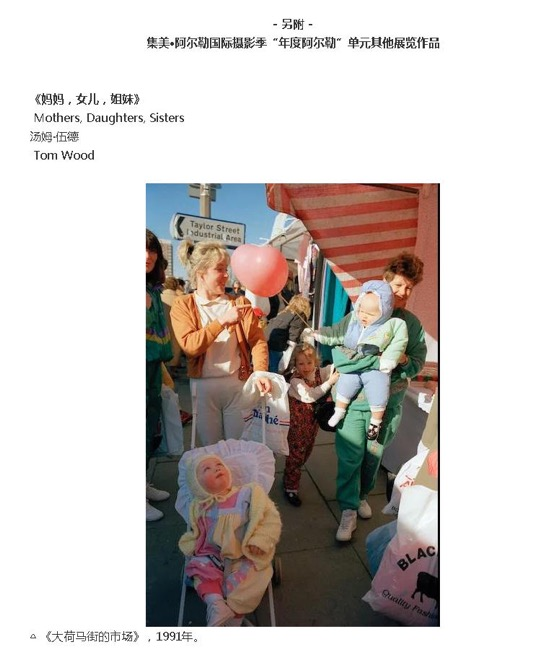 - 另附 -
集美·阿尔勒国际摄影季“年度阿尔勒”单元其他展览作品
《妈妈，女儿，姐妹》
Mothers, Daughters, Sisters
汤姆·伍德
Tom Wood
Taylor Street
Industrial Area
BLAC
Quality Fash
△ 《大荷马街的市场》，1991年。